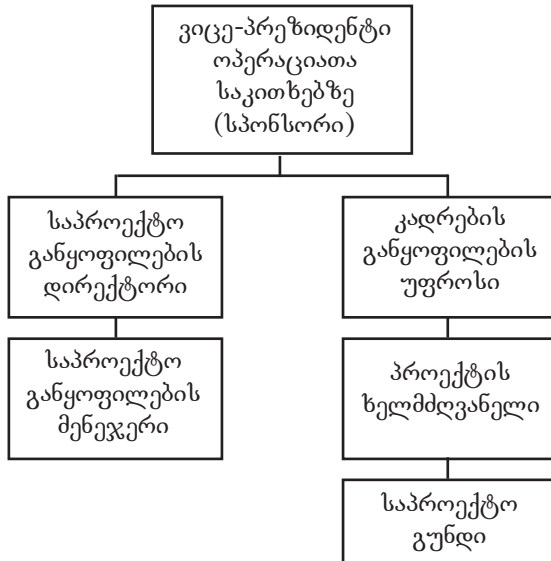 ვიცე-პრეზიდენტი
ოპერაციათა
საკითხებზე
(სპონსორი)
საპროექტო
განყოფილების
დირექტორი
კადრების
განყოფილების
უფროსი
საპროექტო
განყოფილების
მენეჯერი
პროექტის
ხელმძღვანელი
საპროექტო
გუნდი